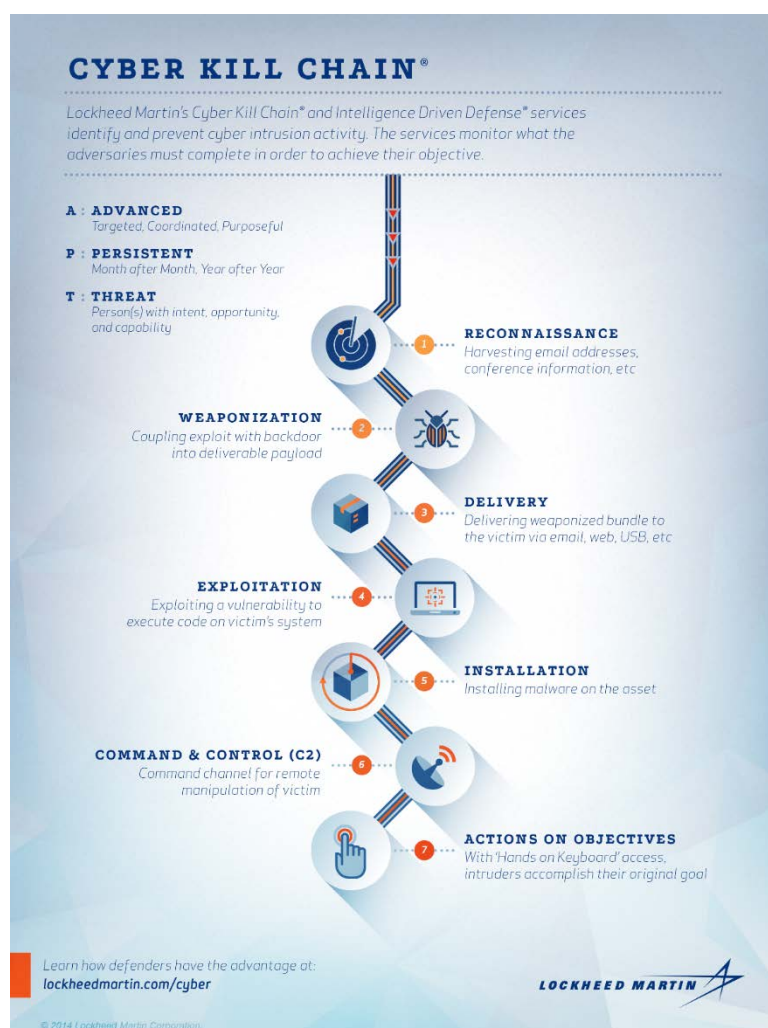 CYBER KILL CHAIN®
Lockheed Martin's Cyber Kill Chain® and Intelligence Driven Defense® services
identify and prevent cyber intrusion activity. The services monitor what the
adversaries must complete in order to achieve their objective.
A : ADVANCED
Targeted, Coordinated, Purposeful
P : PERSISTENT
Month after Month, Year after Year
T : THREAT
Person(s) with intent, opportunity,
and capability
1
RECONNAISSANCE
Harvesting email addresses,
conference information, etc
WEAPONIZATION
Coupling exploit with backdoor
into deliverable payload
2
3
DELIVERY
Delivering weaponized bundle to
the victim via email, web, USB, etc
EXPLOITATION
Exploiting a vulnerability to
execute code on victim's system
4
5
INSTALLATION
Installing malware on the asset
COMMAND & CONTROL (C2)
Command channel for remote
manipulation of victim
6
7
ACTIONS ON OBJECTIVES
With 'Hands on Keyboard' access,
intruders accomplish their original goal
Learn how defenders have the advantage at:
lockheedmartin.com/cyber
LOCKHEED MARTIN
© 2014 Lockheed Martin Corporation